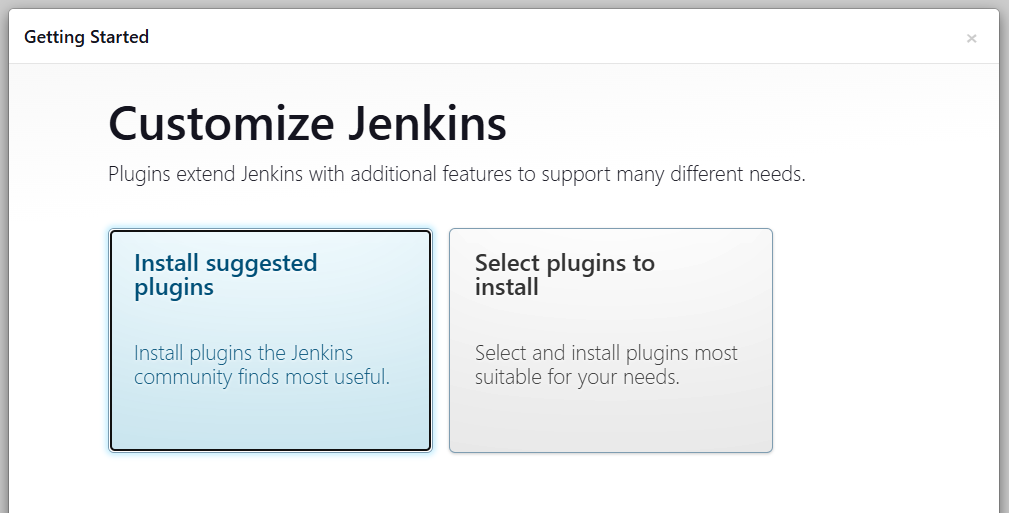 Getting Started
×
Customize Jenkins
Plugins extend Jenkins with additional features to support many different needs.
Install suggested
plugins
Install plugins the Jenkins
community finds most useful.
Select plugins to
install
Select and install plugins most
suitable for your needs.